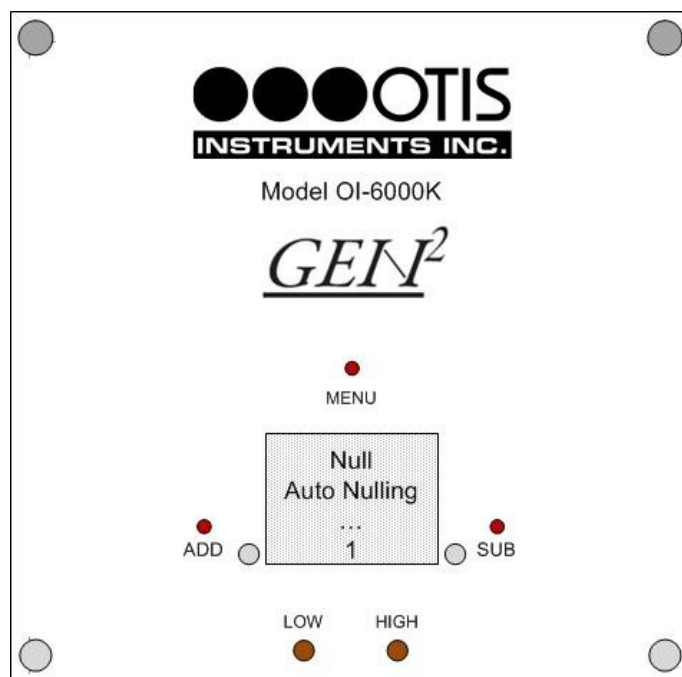 OTIS
INSTRUMENTS INC.
Model OI-6000K
GEN²
MENU
Null
Auto Nulling
...
1
ADD
SUB
LOW
HIGH